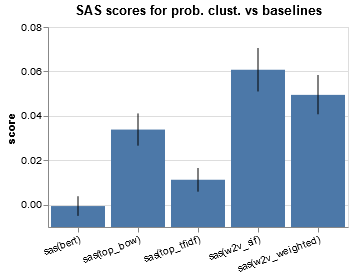 SAS scores for prob. clust. vs baselines
0.08
0.06
0.04
0.02
0.00
score
sas(bert)
sas(top_bow)
sas(top_tfidf)
sas(w2v_sif)
sas(w2v_weighted)